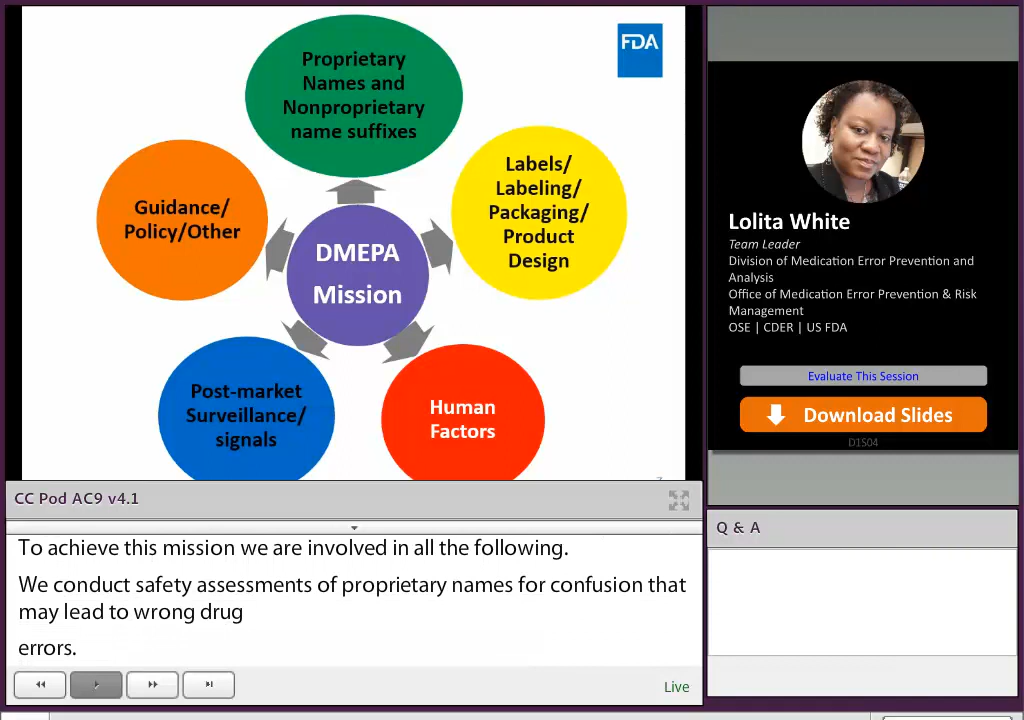 Proprietary
Names and
Nonproprietary
name suffixes
FDA
Guidance/
Policy/Other
Labels/
Labeling/
Packaging/
Product
Design
DMEPA
Mission
Post-market
Surveillance/
signals
Human
Factors
Lolita White
Team Leader
Division of Medication Error Prevention and
Analysis
Office of Medication Error Prevention & Risk
Management
OSE | CDER | US FDA
Evaluate This Session
Download Slides
D1S04
CC Pod AC9 v4.1
To achieve this mission we are involved in all the following.
We conduct safety assessments of proprietary names for confusion that
may lead to wrong drug
errors.
Live
Q & A